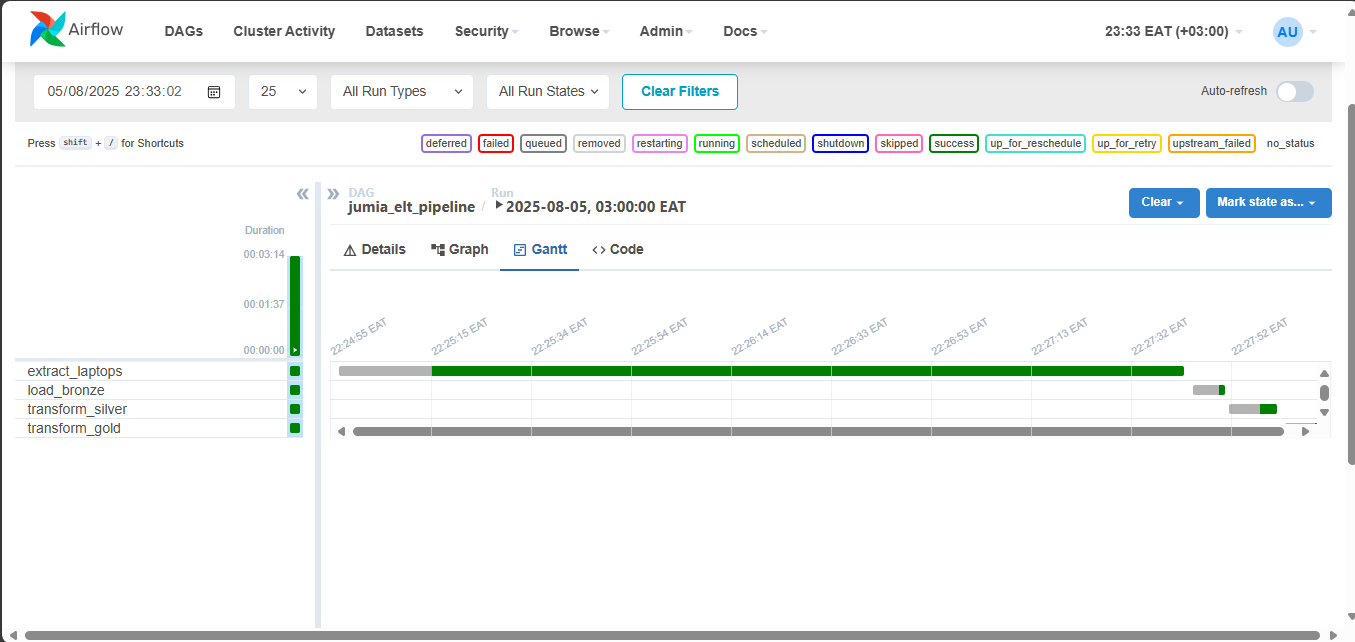 Airflow DAGs Cluster Activity Datasets Security Browse Admin Docs 23:33 EAT (+03:00) AU
05/08/2025 23:33:02 25 All Run Types All Run States Clear Filters Auto-refresh
Press shift + / for Shortcuts deferred failed queued removed restarting running scheduled shutdown skipped success up_for_reschedule up_for_retry upstream_failed no_status
DAG Run
jumia_elt_pipeline / 2025-08-05, 03:00:00 EAT Clear Mark state as...
Duration
00:03:14
00:01:37
00:00:00
Details Graph Gantt Code
22:24:55 EAT 22:25:15 EAT 22:25:34 EAT 22:25:54 EAT 22:26:14 EAT 22:26:33 EAT 22:26:53 EAT 22:27:13 EAT 22:27:32 EAT 22:27:52 EAT
extract_laptops
load_bronze
transform_silver
transform_gold